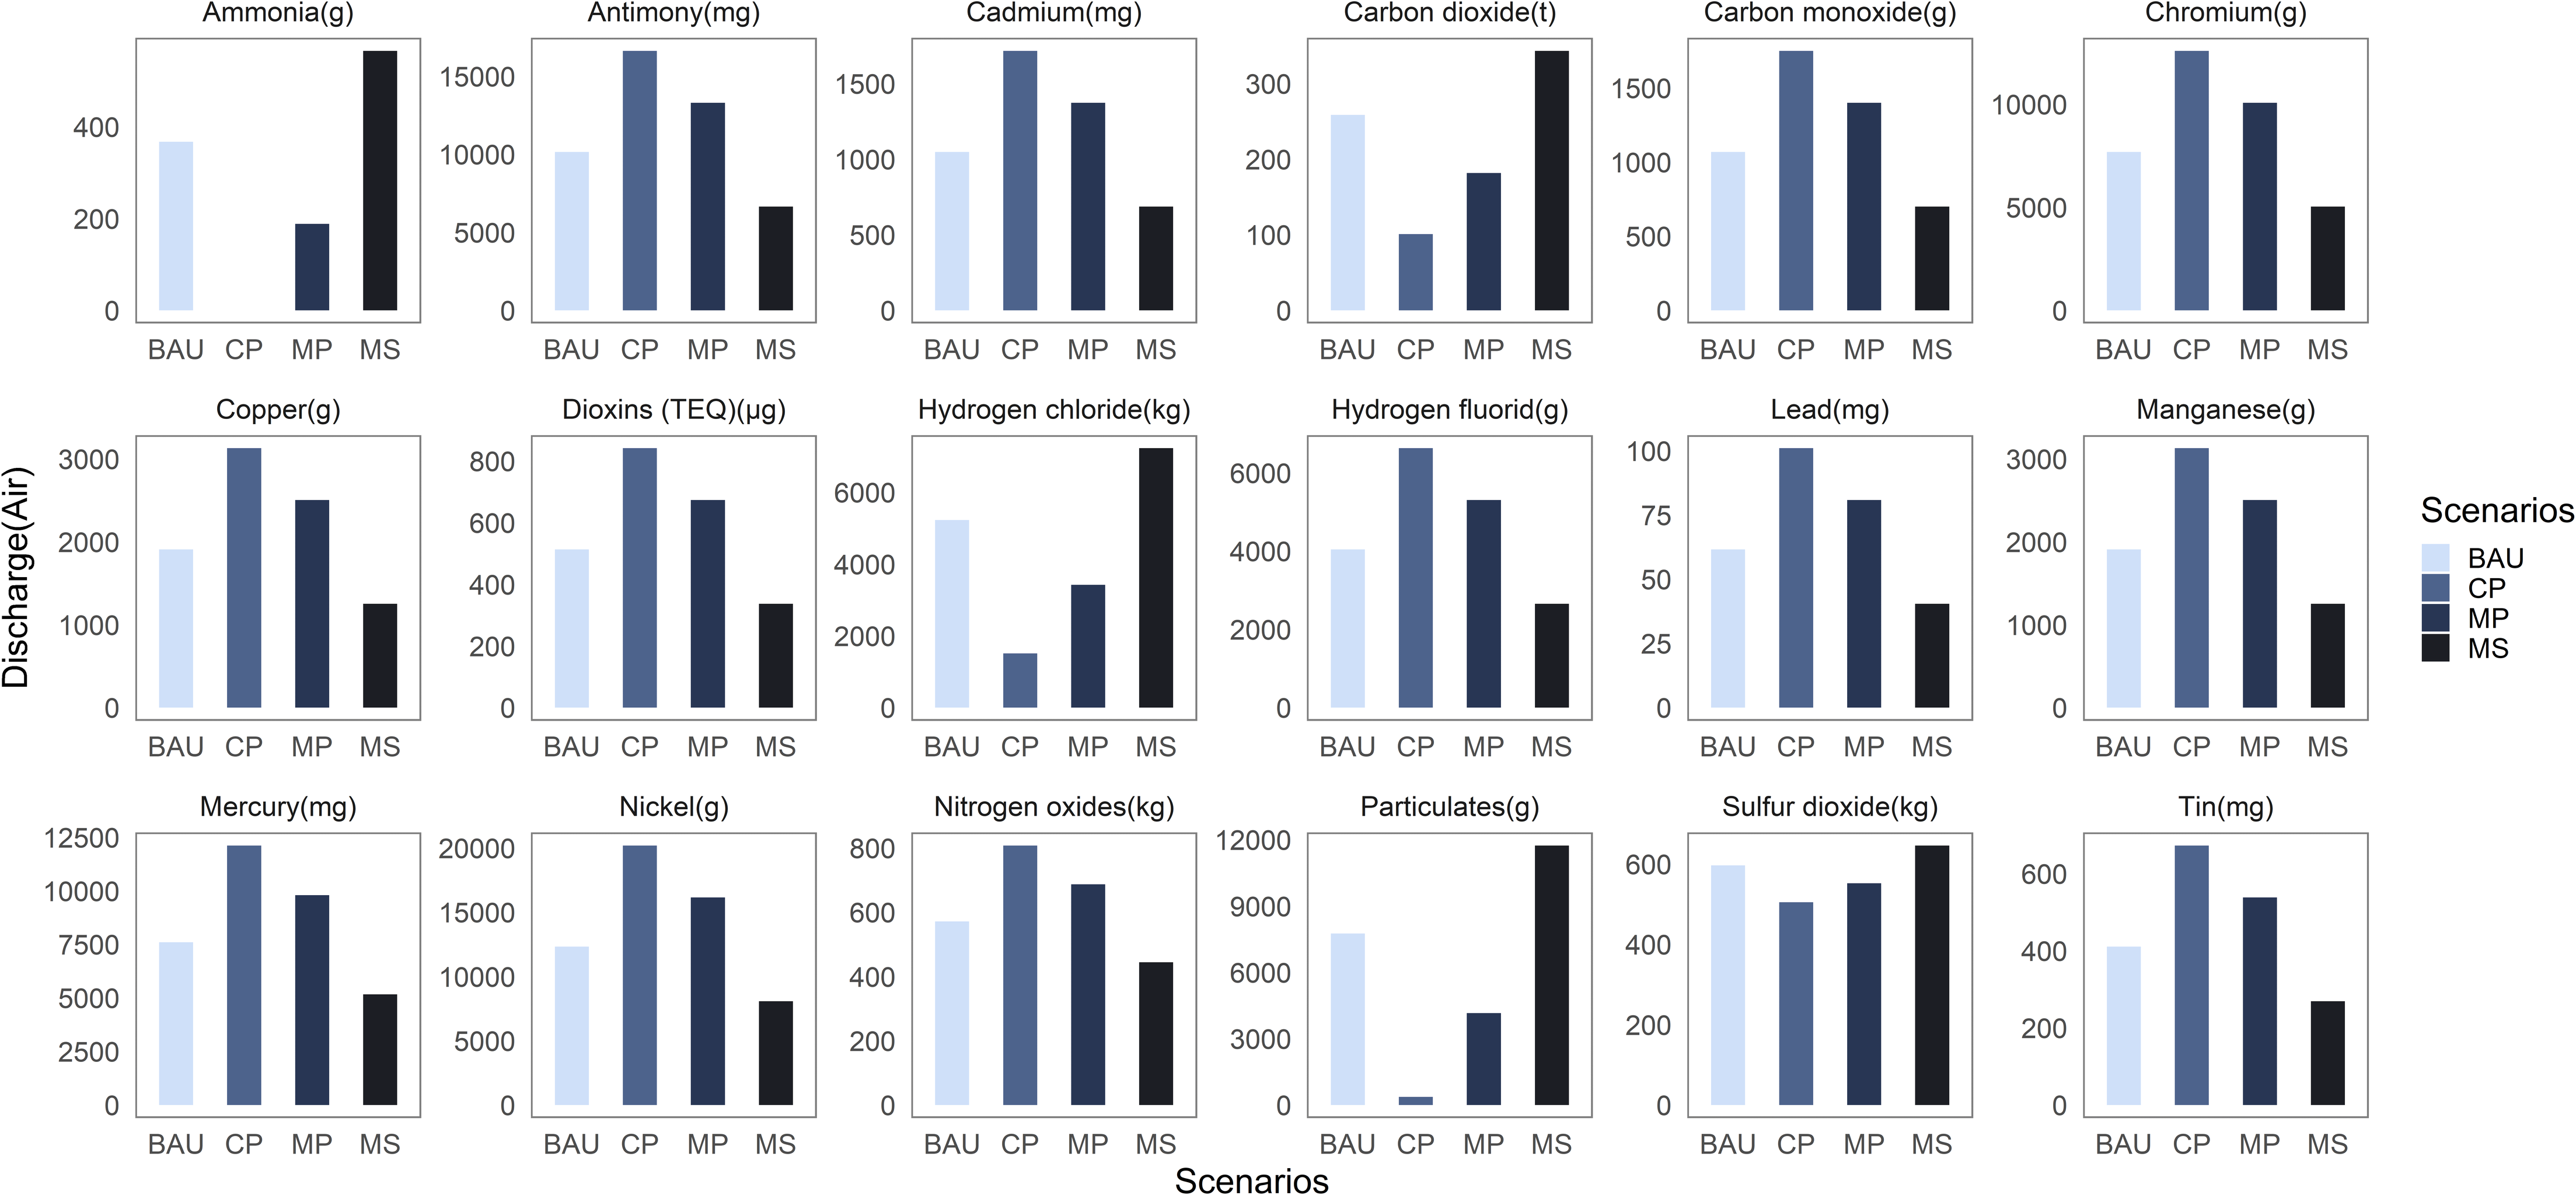 Ammonia(g) Antimony(mg) Cadmium(mg) Carbon dioxide(t) Carbon monoxide(g) Chromium(g)
400 15000 1500 300 1500 10000
200 10000 1000 200 1000 5000
0 5000 500 100 500 0
0 0 0 0
BAU CP MP MS BAU CP MP MS BAU CP MP MS BAU CP MP MS BAU CP MP MS BAU CP MP MS
Copper(g) Dioxins (TEQ)(µg) Hydrogen chloride(kg) Hydrogen fluorid(g) Lead(mg) Manganese(g)
3000 800 6000 6000 100 3000
2000 600 4000 4000 75 2000
1000 400 2000 2000 50 1000
0 200 0 0 25 0
0 0
BAU CP MP MS BAU CP MP MS BAU CP MP MS BAU CP MP MS BAU CP MP MS BAU CP MP MS
Mercury(mg) Nickel(g) Nitrogen oxides(kg) Particulates(g) Sulfur dioxide(kg) Tin(mg)
12500 20000 800 12000 600 600
10000 15000 600 9000 400 400
7500 10000 400 6000 200 200
5000 5000 200 3000 0 0
2500 0 0 0
0
BAU CP MP MS BAU CP MP MS BAU CP MP MS BAU CP MP MS BAU CP MP MS BAU CP MP MS
Discharge(Air)
Scenarios
Scenarios
BAU
CP
MP
MS